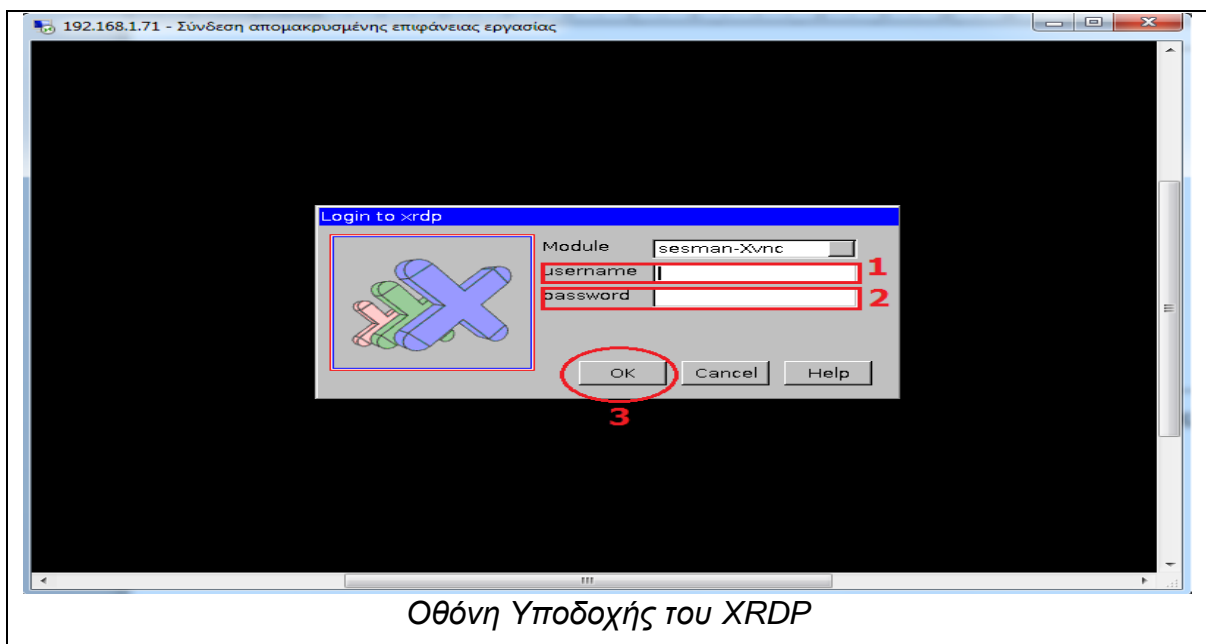 192.168.1.71 - Σύνδεση απομακρυσμένης επιφάνειας εργασίας
Login to xrdp
Module sesman-Xvnc
username 1
password 2
OK Cancel Help
3
Οθόνη Υποδοχής του XRDP